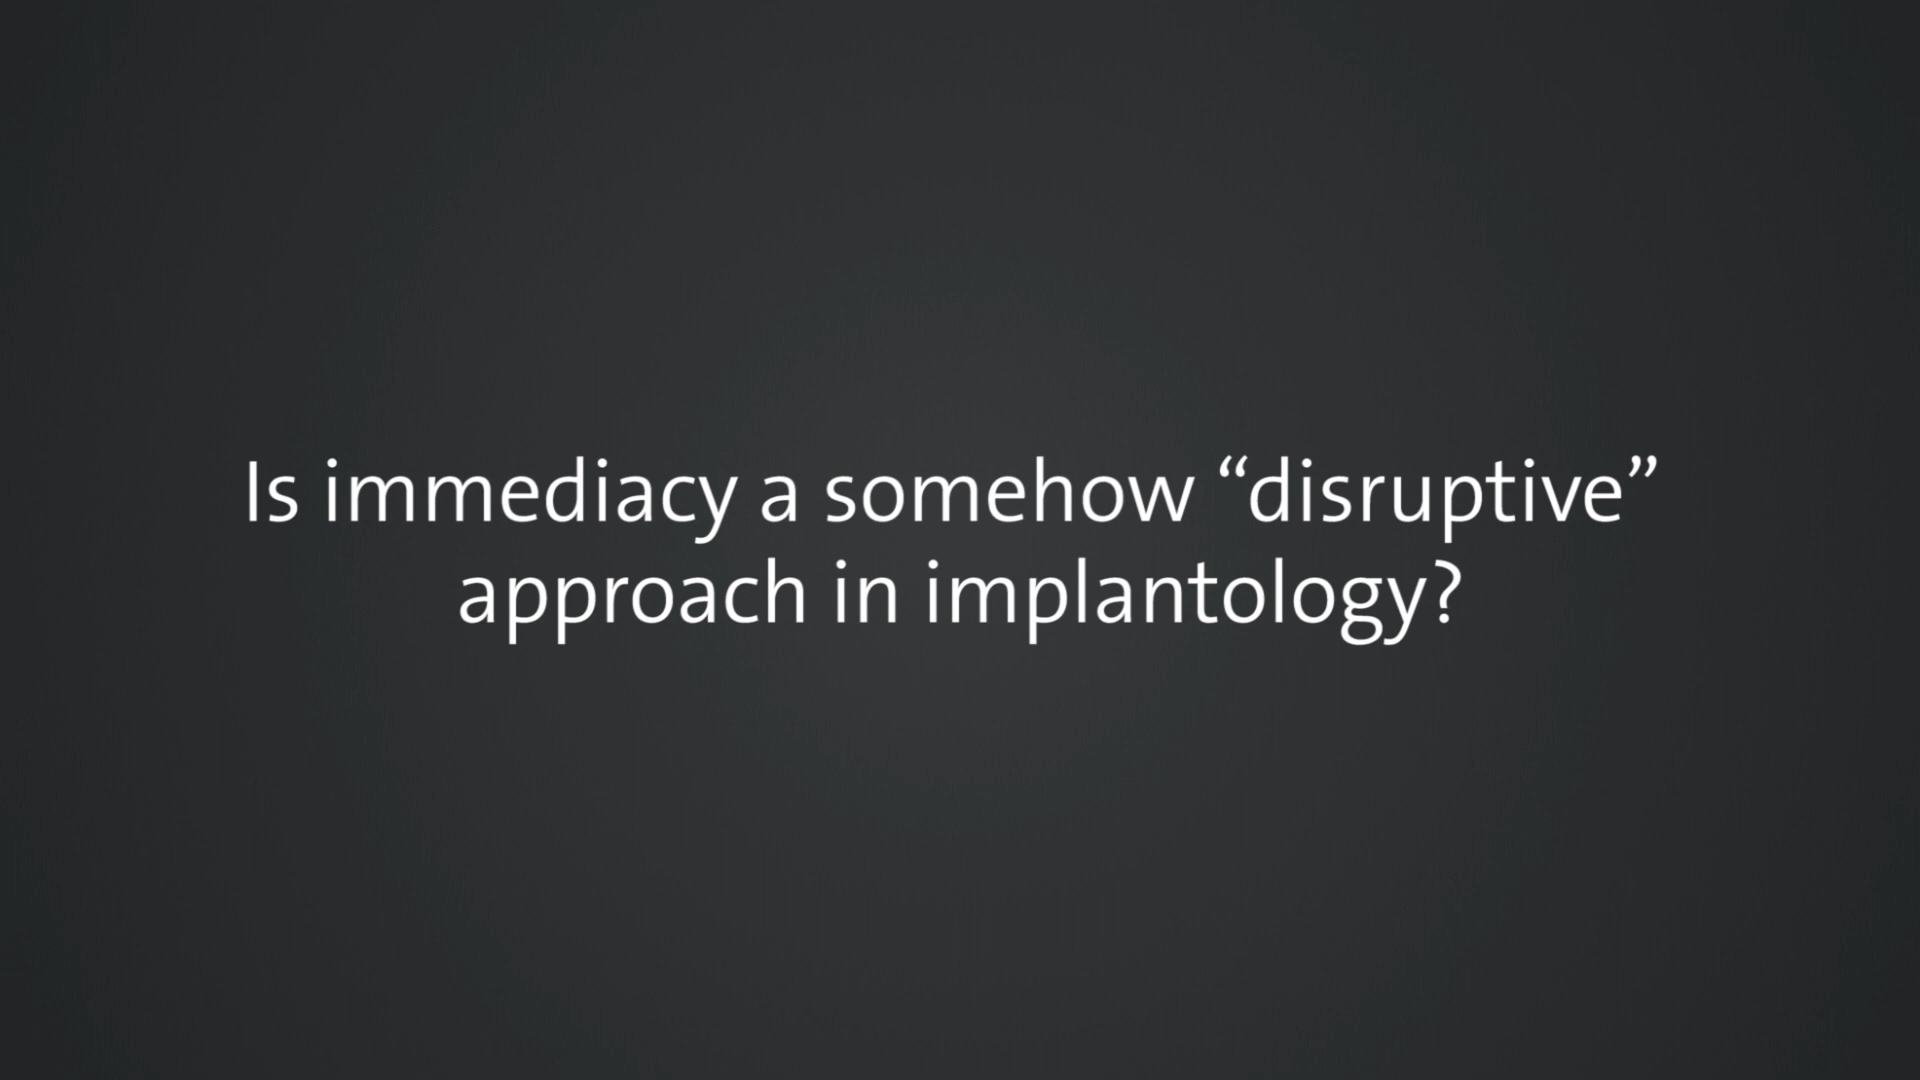 Is immediacy a somehow “disruptive”
approach in implantology?